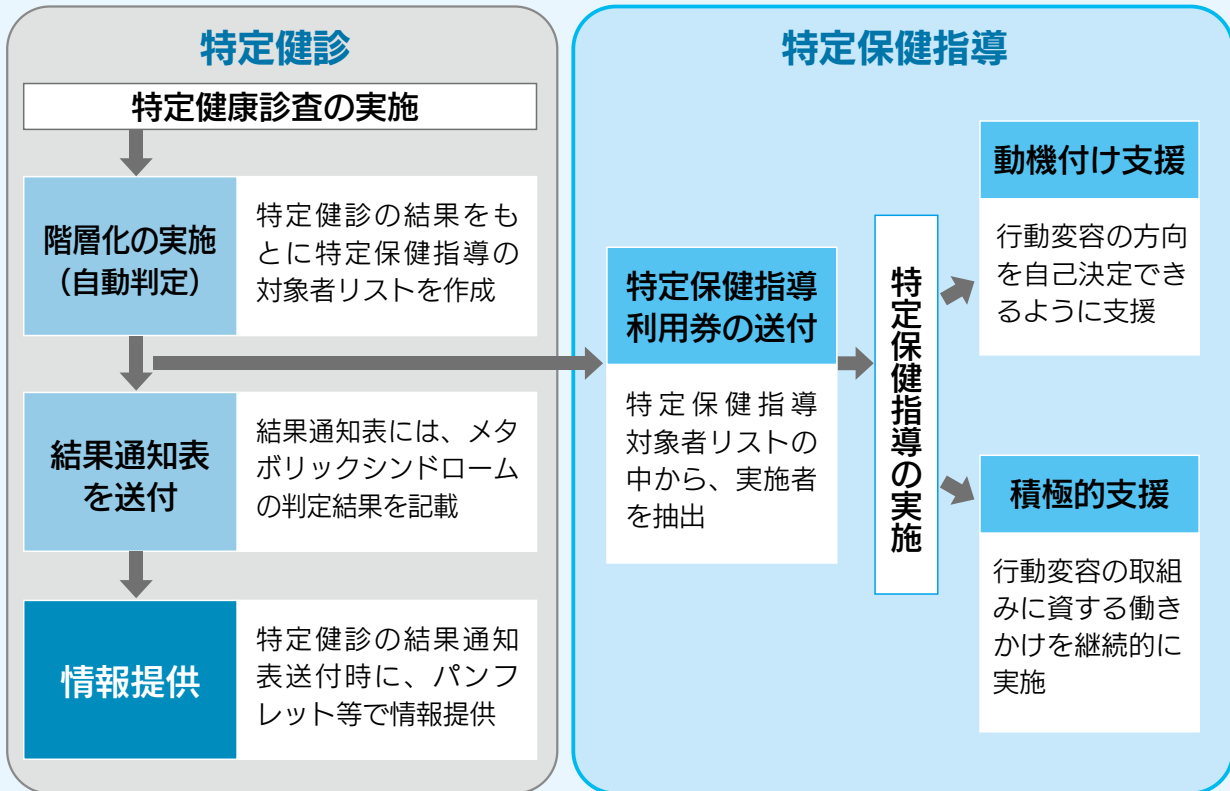 特定健診
特定健康診査の実施
階層化の実施
（自動判定）
特定健診の結果をも
とに特定保健指導の
対象者リストを作成
結果通知表
を送付
結果通知表には、メタ
ボリックシンドローム
の判定結果を記載
情報提供
特定健診の結果通知
表送付時に、パンフ
レット等で情報提供
特定保健指導
特定保健指導
利用券の送付
特定保健指導
対象者リストの
中から、実施者
を抽出
特定保健指導の実施
動機付け支援
行動変容の方向
を自己決定でき
るように支援
積極的支援
行動変容の取組
みに資する働き
かけを継続的に
実施